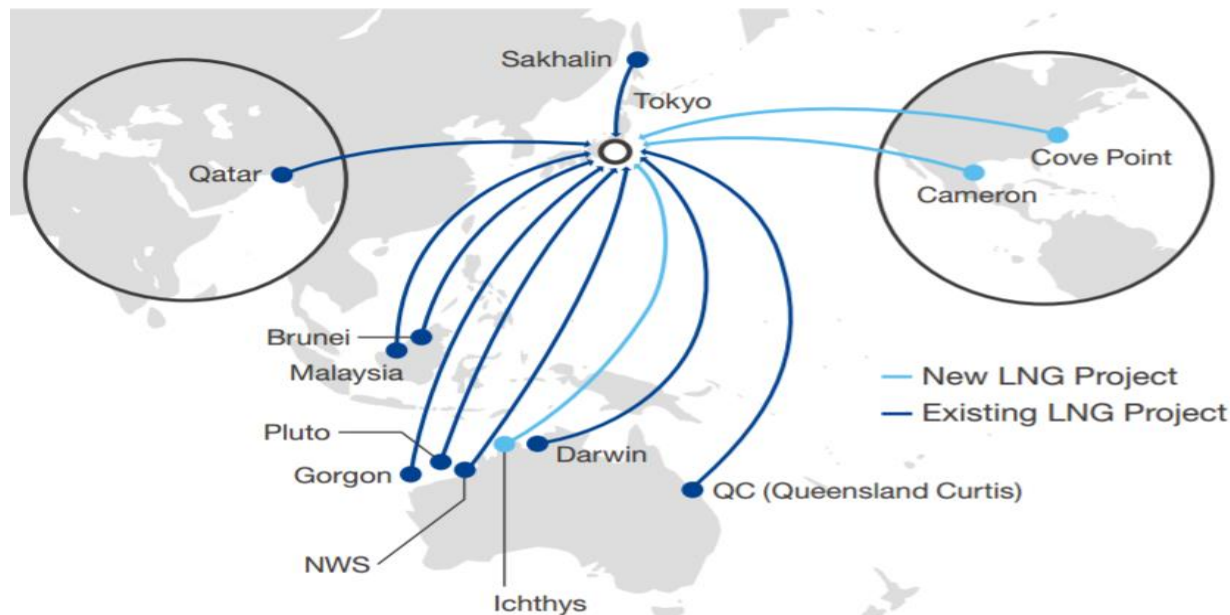 Sakhalin
Tokyo
Qatar
Cove Point
Cameron
Brunei
Malaysia
New LNG Project
Existing LNG Project
Pluto
Darwin
Gorgon
QC (Queensland Curtis)
NWS
Ichthys